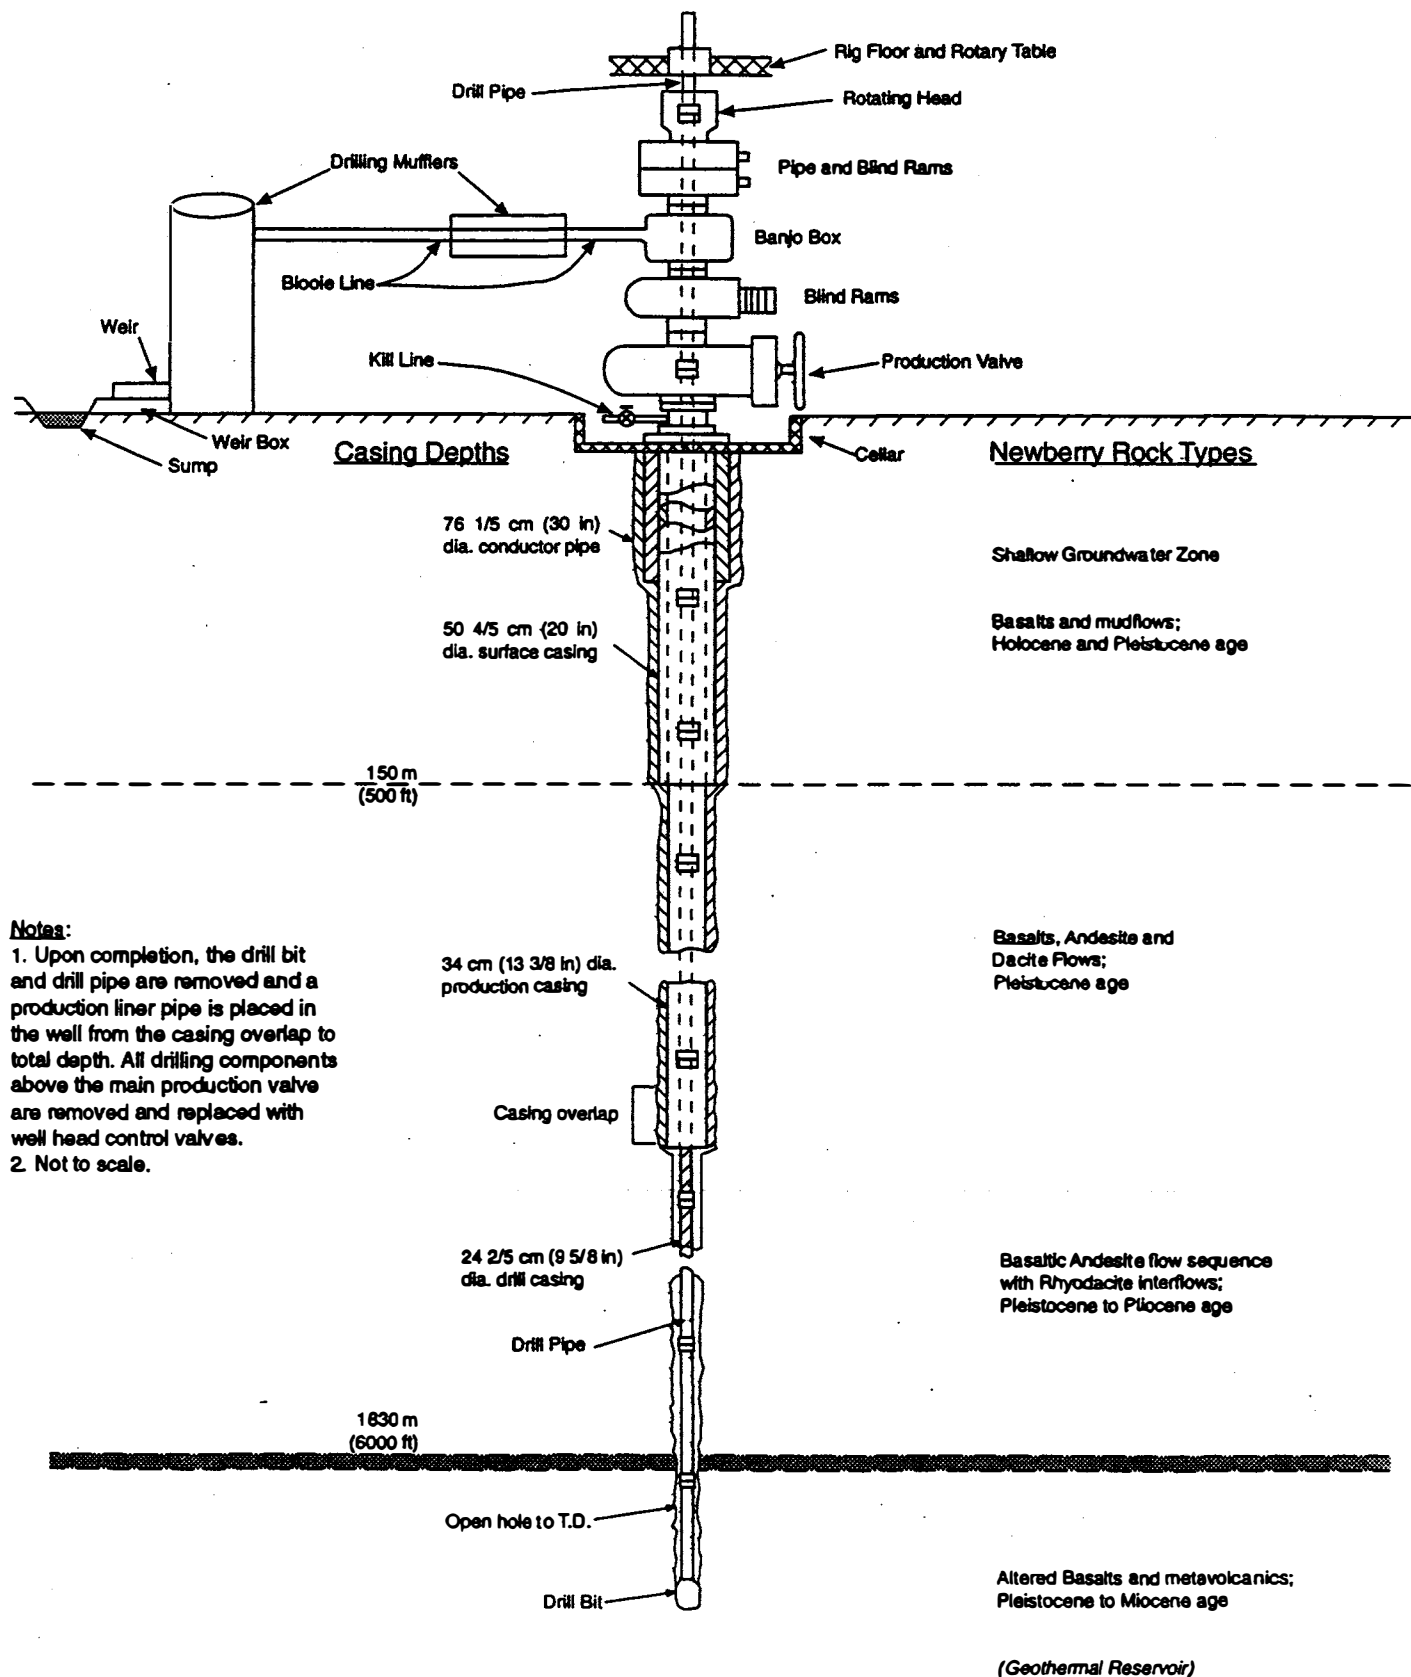 Rig Floor and Rotary Table
Drill Pipe
Rotating Head
Drilling Mufflers
Pipe and Blind Rams
Banjo Box
Blooie Line
Blind Rams
Weir
Kill Line
Production Valve
Weir Box
Sump
Casing Depths
Cellar
Newberry Rock Types
76 1/5 cm (30 in)
dia. conductor pipe
Shallow Groundwater Zone
50 4/5 cm (20 in)
dia. surface casing
Basalts and mudflows;
Holocene and Pleistucene age
150 m
(500 ft)
Notes:
1. Upon completion, the drill bit
and drill pipe are removed and a
production liner pipe is placed in
the well from the casing overlap to
total depth. All drilling components
above the main production valve
are removed and replaced with
well head control valves.
2. Not to scale.
34 cm (13 3/8 in) dia.
production casing
Basalts, Andesite and
Dacite Flows;
Pleistucene age
Casing overlap
24 2/5 cm (9 5/8 in)
dia. drill casing
Basaltic Andesite flow sequence
with Rhyodacite interflows;
Pleistocene to Pliocene age
Drill Pipe
1830 m
(6000 ft)
Open hole to T.D.
Drill Bit
Altered Basalts and metavolcanics;
Pleistocene to Miocene age
(Geothermal Reservoir)